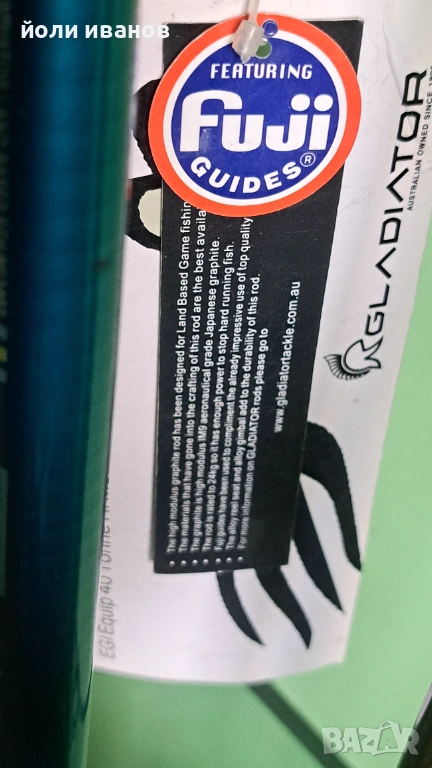 йоли иванов
FEATURING
Fuji
GUIDES®
GLADIATOR
AUSTRALIAN OWNED SINCE
• The high modulus graphite rod has been designed for Land Based Game fishin
• The materials that have gone into the crafting of this rod are the best availa
• The graphite is high modulus IM9 aeronautical grade Japanese graphite.
• The rod is rated to 24kg so it has enough power to stop hard running fish.
• Fuji guides have been used to compliment the already impressive use of top quality
• The alloy reel seat and alloy gimbal add to the durability of this rod.
• For more information on GLADIATOR rods please go to
www.gladiatortackle.com.au
EGI/Equip 40
BAZAR